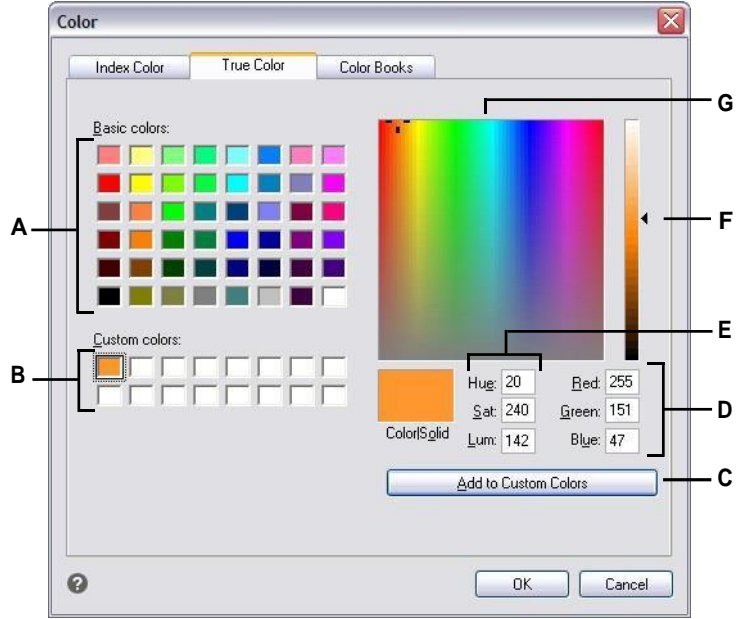 Color
Index Color True Color Color Books
G
Basic colors:
A
F
Custom colors:
E
B
Hue: 20 Red: 255
Sat: 240 Green: 151
D
Color|Solid Lum: 142 Blue: 47
Add to Custom Colors
C
?
OK Cancel